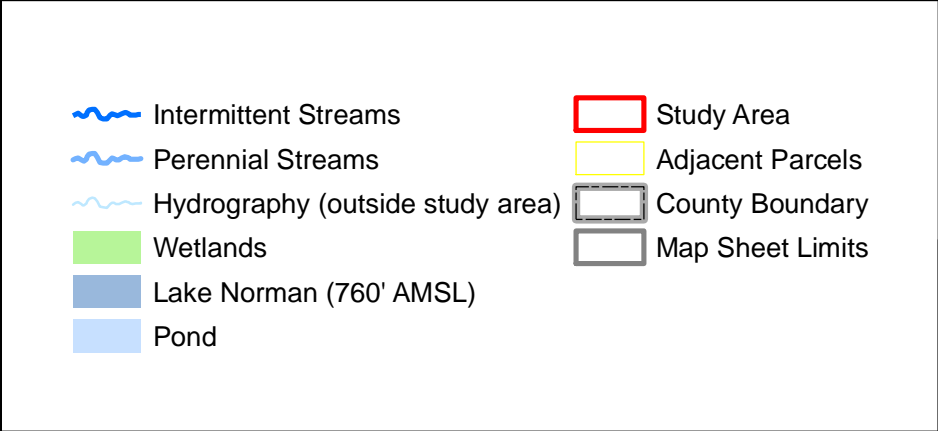 Intermittent Streams
Perennial Streams
Hydrography (outside study area)
Wetlands
Lake Norman (760' AMSL)
Pond
Study Area
Adjacent Parcels
County Boundary
Map Sheet Limits